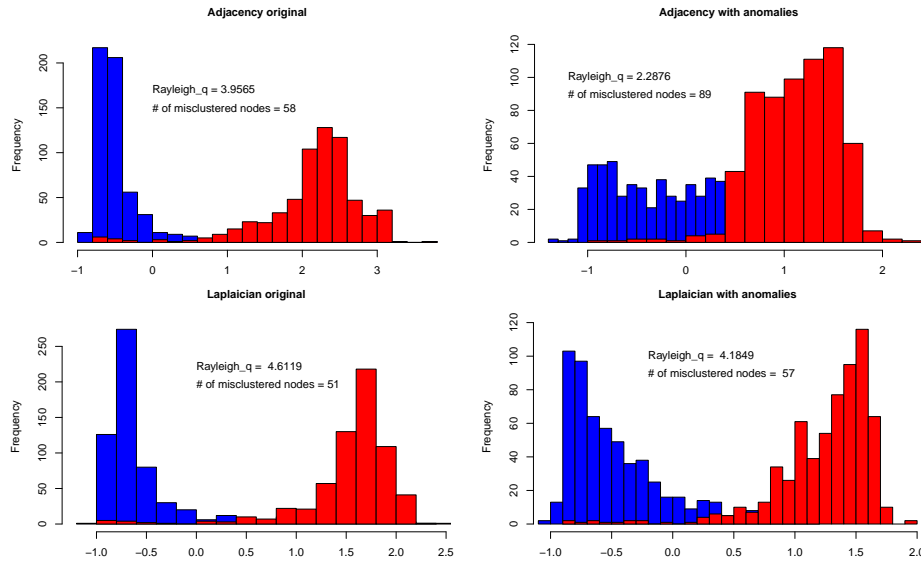 Adjacency original
Rayleigh_q = 3.9565
# of misclustered nodes = 58
Frequency
0 50 100 150 200
−1 0 1 2 3
Adjacency with anomalies
Rayleigh_q = 2.2876
# of misclustered nodes = 89
Frequency
0 20 40 60 80 100 120
−1 0 1 2
Laplaician original
Rayleigh_q = 4.6119
# of misclustered nodes = 51
Frequency
0 50 100 150 200 250
−1.0 −0.5 0.0 0.5 1.0 1.5 2.0 2.5
Laplaician with anomalies
Rayleigh_q = 4.1849
# of misclustered nodes = 57
Frequency
0 20 40 60 80 100 120
−1.0 −0.5 0.0 0.5 1.0 1.5 2.0